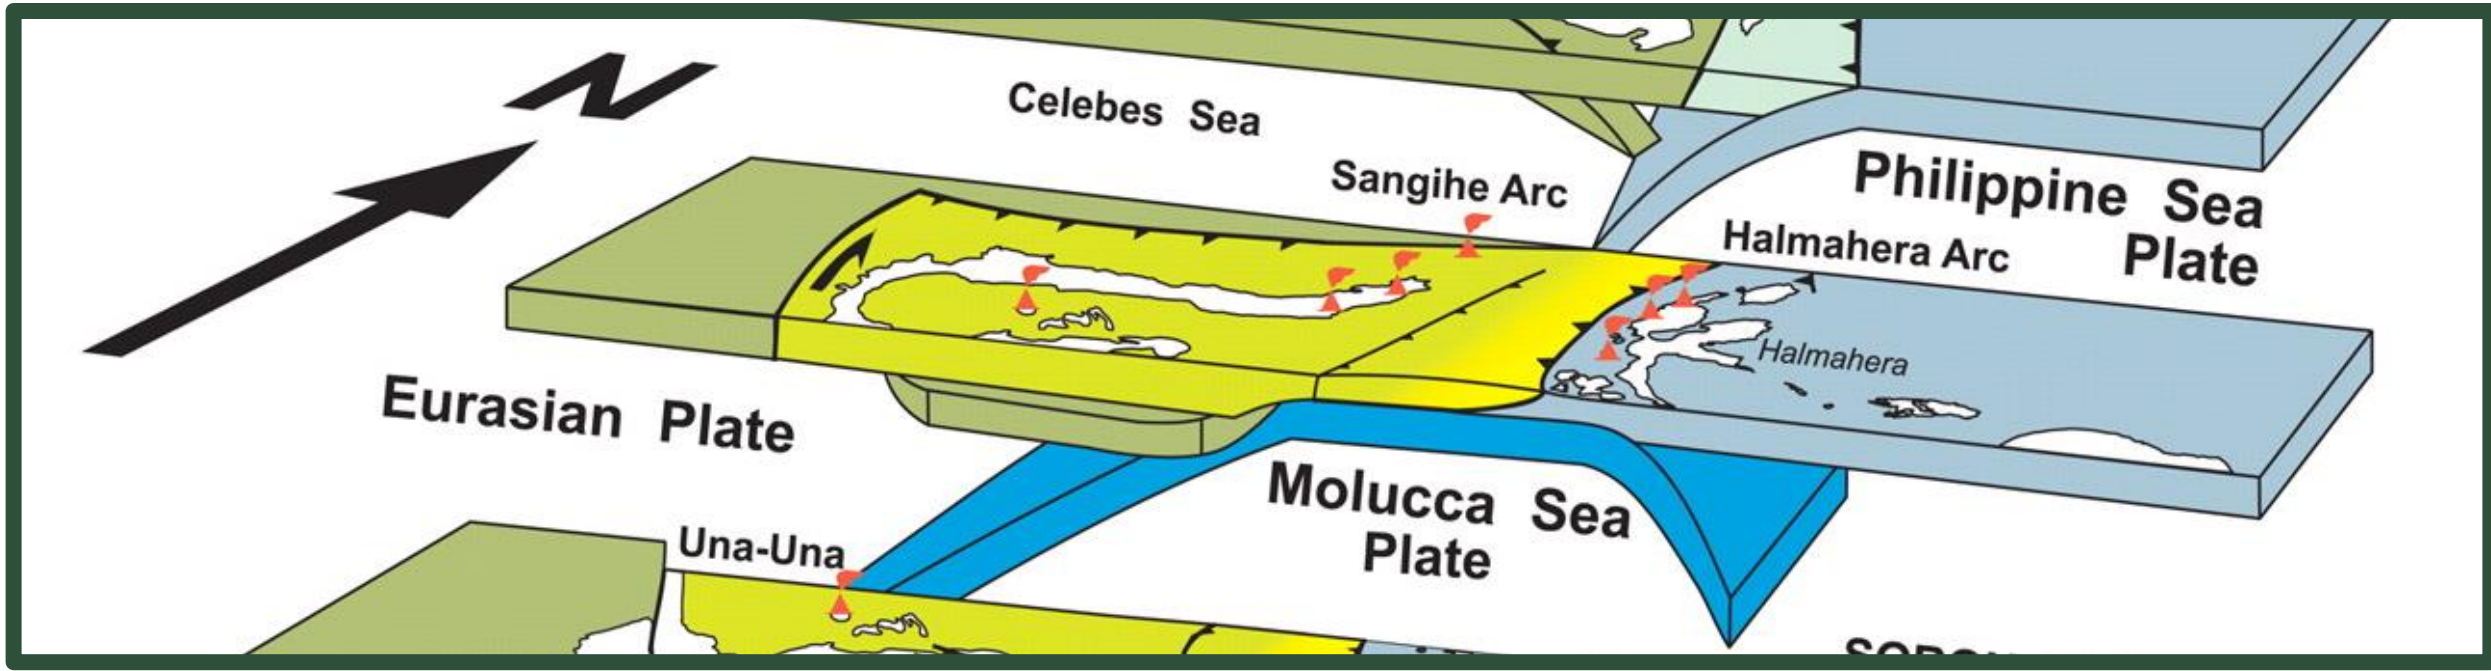 N
Celebes Sea
Sangihe Arc
Philippine Sea
Plate
Halmahera Arc
Halmahera
Eurasian Plate
Molucca Sea
Plate
Una-Una